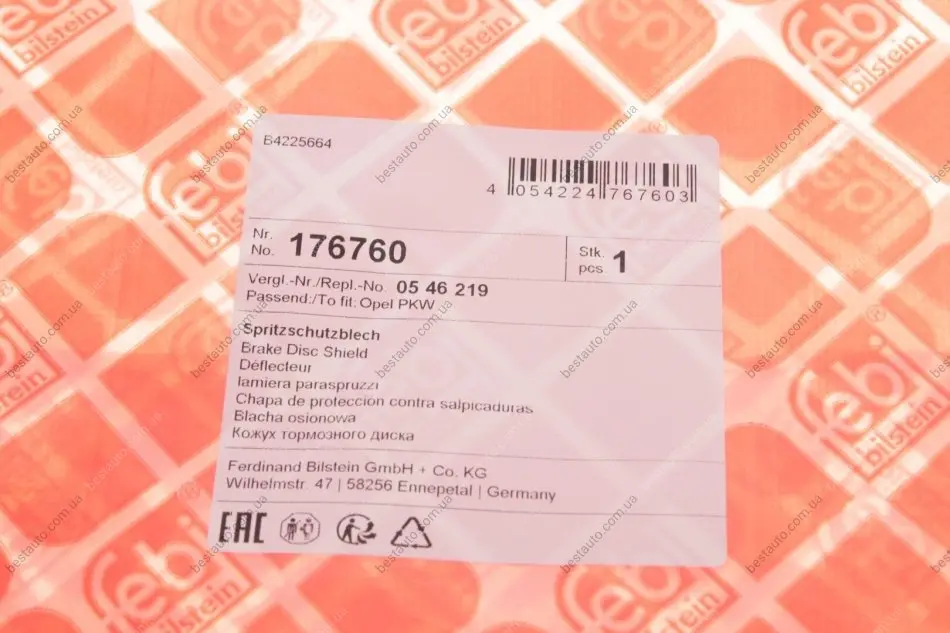 febi
bilstein
B4225664
4 054224 767603
Nr.
No. 176760
Stk.
pcs. 1
Vergl.-Nr./Repl.-No. 05 46 219
Passend:/To fit: Opel PKW
Spritzschutzblech
Brake Disc Shield
Déflecteur
lamiera paraspruzzi
Chapa de protección contra salpicaduras
Blacha osłonowa
Кожух тормозного диска
Ferdinand Bilstein GmbH + Co. KG
Wilhelmstr. 47 | 58256 Ennepetal | Germany
EAC
bestauto.com.ua